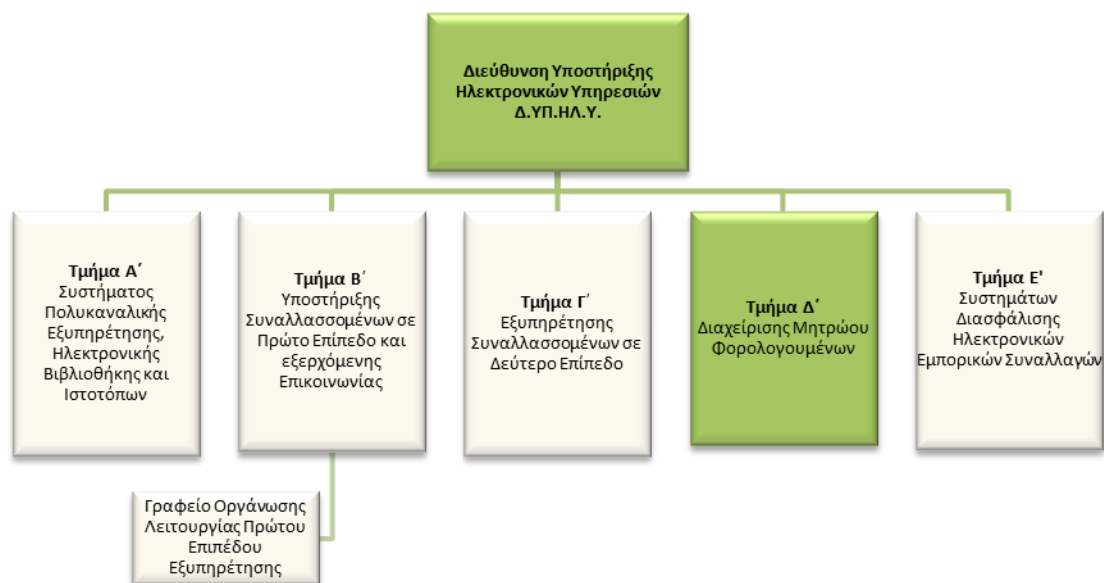 Διεύθυνση Υποστήριξης
Ηλεκτρονικών Υπηρεσιών
Δ.ΥΠ.ΗΛ.Υ.
Τμήμα Α΄
Συστήματος
Πολυκαναλικής
Εξυπηρέτησης,
Ηλεκτρονικής
Βιβλιοθήκης και
Ιστοτόπων
Τμήμα Β΄
Υποστήριξης
Συναλλασσομένων σε
Πρώτο Επίπεδο και
εξερχόμενης
Επικοινωνίας
Τμήμα Γ΄
Εξυπηρέτησης
Συναλλασσομένων σε
Δεύτερο Επίπεδο
Τμήμα Δ΄
Διαχείρισης Μητρώου
Φορολογουμένων
Τμήμα Ε'
Συστημάτων
Διασφάλισης
Ηλεκτρονικών
Εμπορικών Συναλλαγών
Γραφείο Οργάνωσης
Λειτουργίας Πρώτου
Επιπέδου
Εξυπηρέτησης